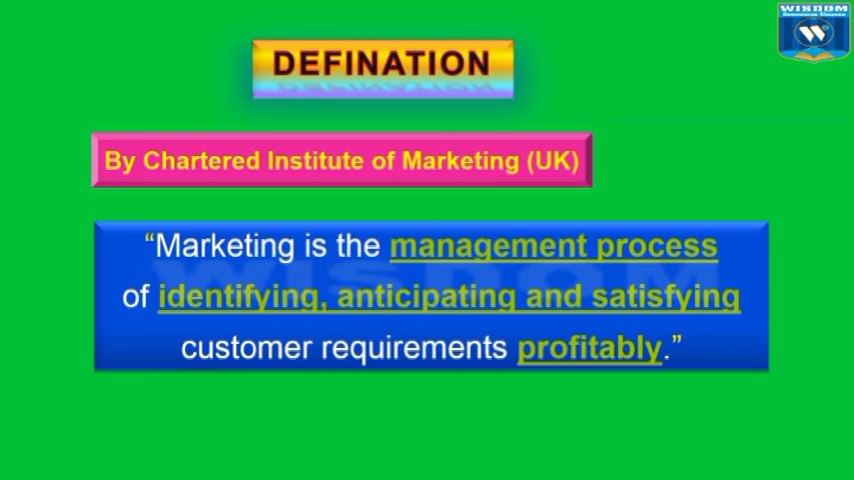 WISDOM
DEFINATION
By Chartered Institute of Marketing (UK)
“Marketing is the management process
of identifying, anticipating and satisfying
customer requirements profitably.”
WISDOM